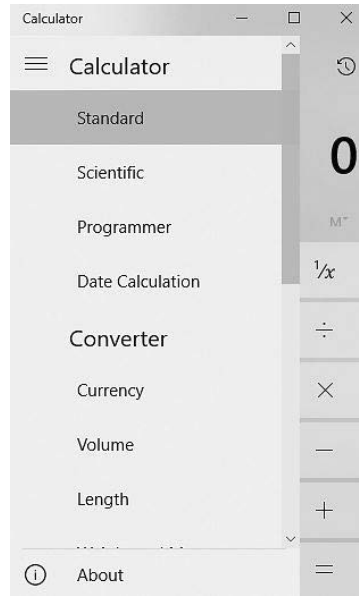 Calculator
Calculator
Standard
Scientific
Programmer
Date Calculation
Converter
Currency
Volume
Length
About
0
M˅
¹/x
÷
×
−
+
=